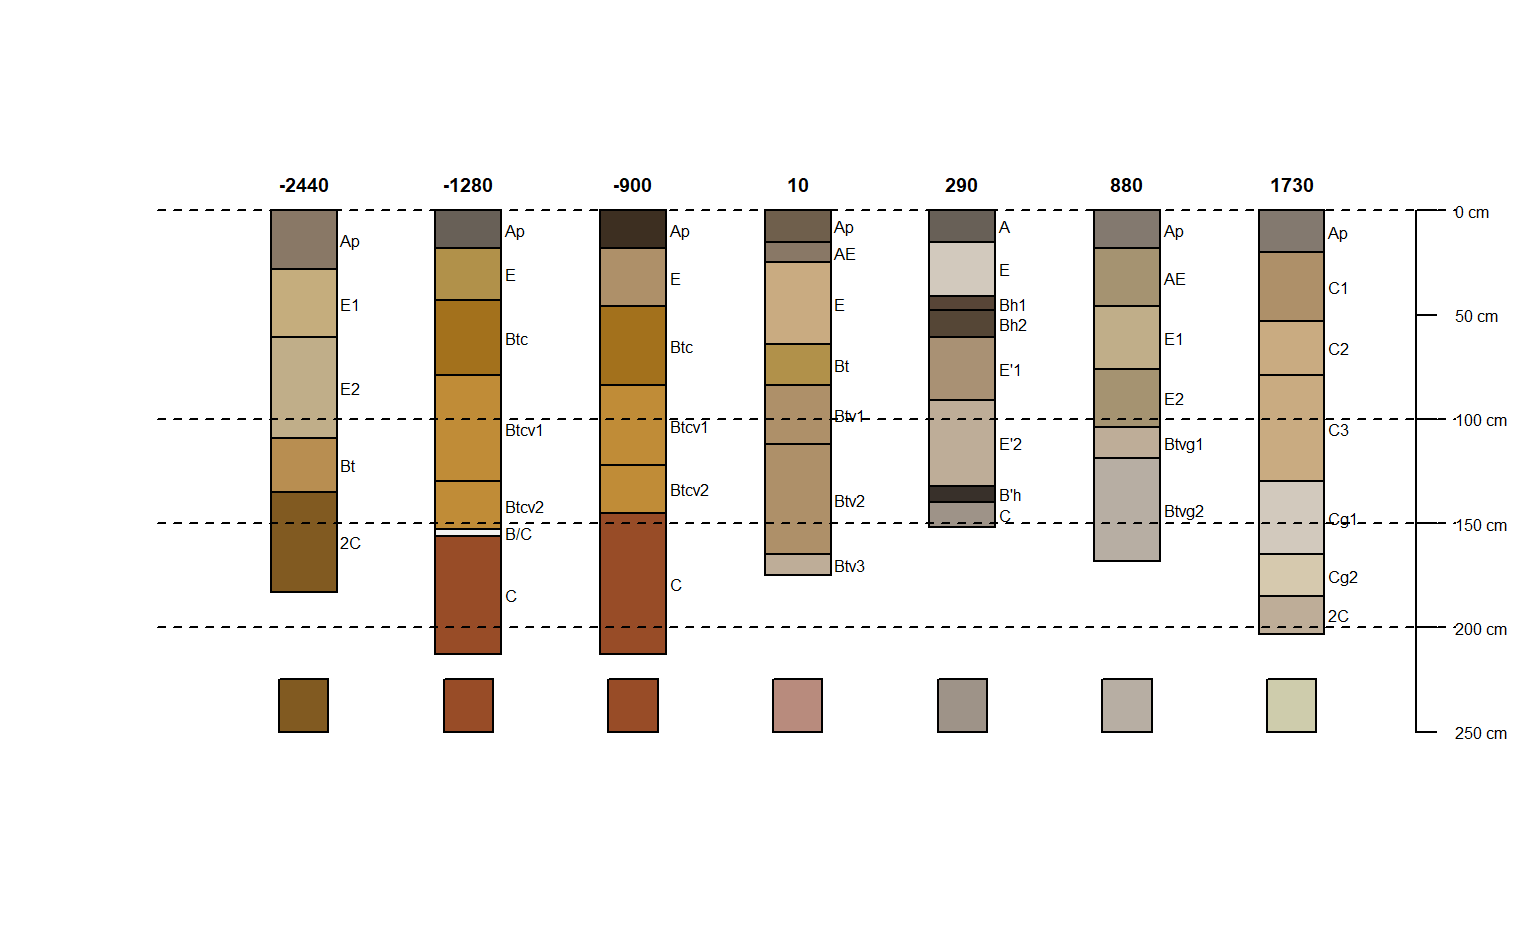 -2440 -1280 -900 10 290 880 1730
0 cm
Ap Ap Ap Ap A Ap Ap
AE
E1 E E E E AE C1
Bh1
50 cm
Bh2
E2 Btc Btc Bt E'1 E1 C2
E2
Btv1
100 cm
Bt Btcv1 Btcv1 Btv2 E'2 Btvg1 C3
2C Btcv2 Btcv2 Btv3 B'h Btvg2 Cg1
C
150 cm
B/C
C C Cg2
2C
200 cm
250 cm